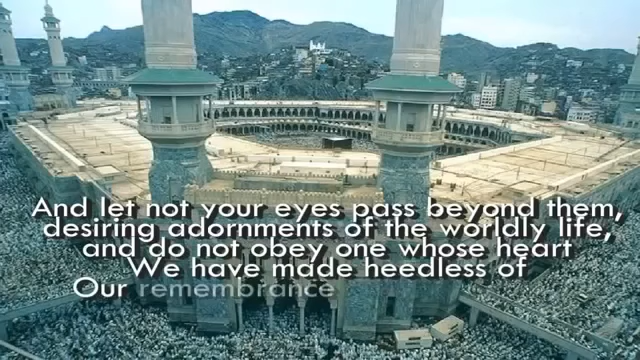 And let not your eyes pass beyond them,
desiring adornments of the worldly life,
and do not obey one whose heart
We have made heedless of
Our remembrance